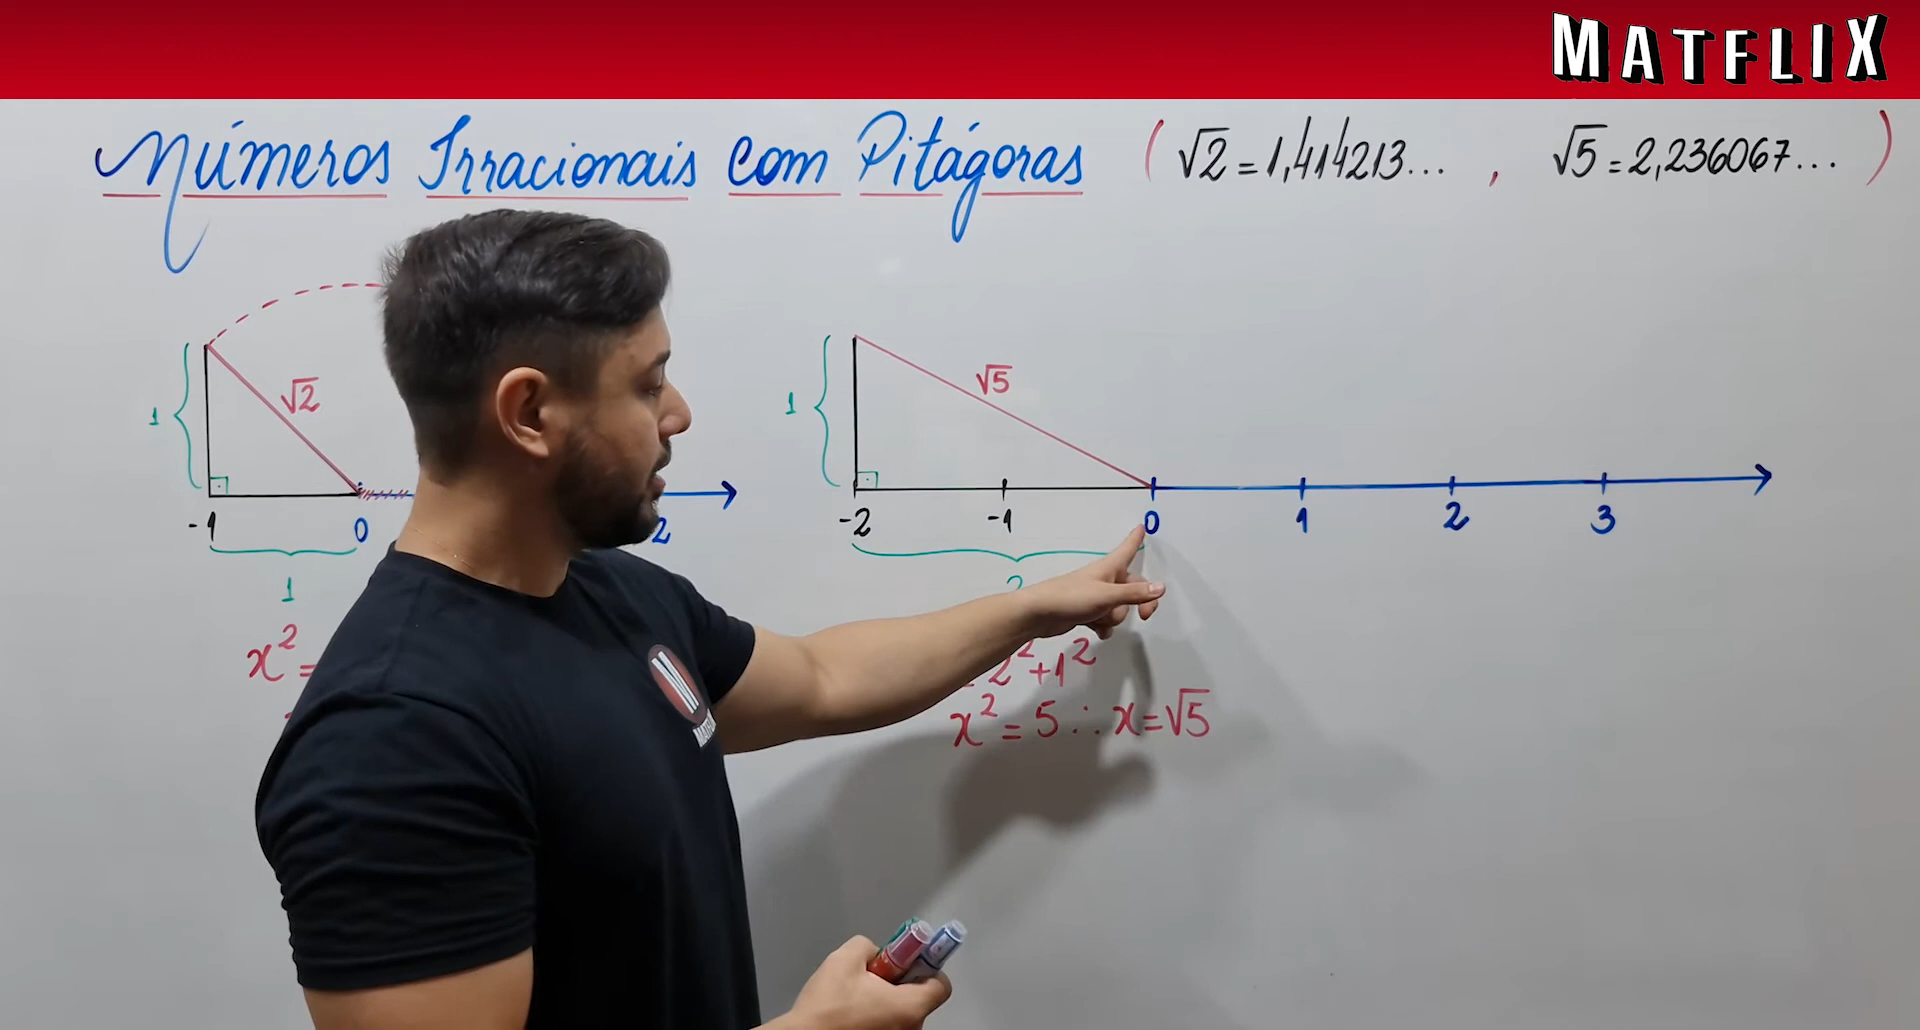 MATFLIX
Números Irracionais com Pitágoras ( √2 = 1,414213... , √5 = 2,236067... )
1
√2
-1 0 2
1
x² =
1
√5
-2 -1 0 1 2 3
2² + 1²
x² = 5 ∴ x = √5